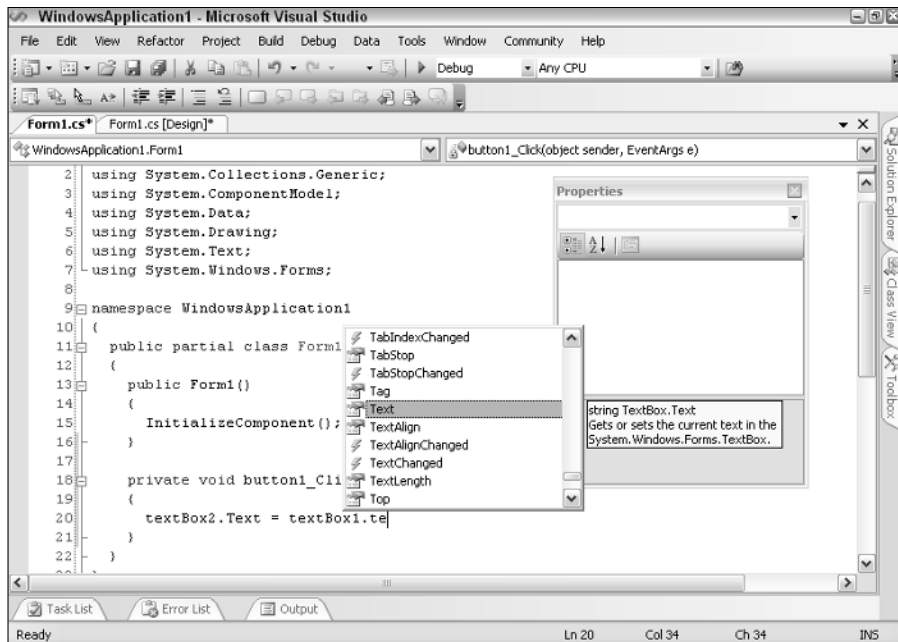 WindowsApplication1 - Microsoft Visual Studio
File Edit View Refactor Project Build Debug Data Tools Window Community Help
Debug Any CPU
Form1.cs* Form1.cs [Design]*
WindowsApplication1.Form1 button1_Click(object sender, EventArgs e)
2 using System.Collections.Generic;
3 using System.ComponentModel;
4 using System.Data;
5 using System.Drawing;
6 using System.Text;
7 using System.Windows.Forms;
8
9 namespace WindowsApplication1
10 {
11 public partial class Form1
12 {
13 public Form1()
14 {
15 InitializeComponent();
16 }
17
18 private void button1_Cli
19 {
20 textBox2.Text = textBox1.te
21 }
22 }
TabIndexChanged
TabStop
TabStopChanged
Tag
Text
TextAlign
TextAlignChanged
TextChanged
TextLength
Top
Properties
string TextBox.Text
Gets or sets the current text in the
System.Windows.Forms.TextBox.
Solution Explorer
Class View
Toolbox
Task List Error List Output
Ready Ln 20 Col 34 Ch 34 INS